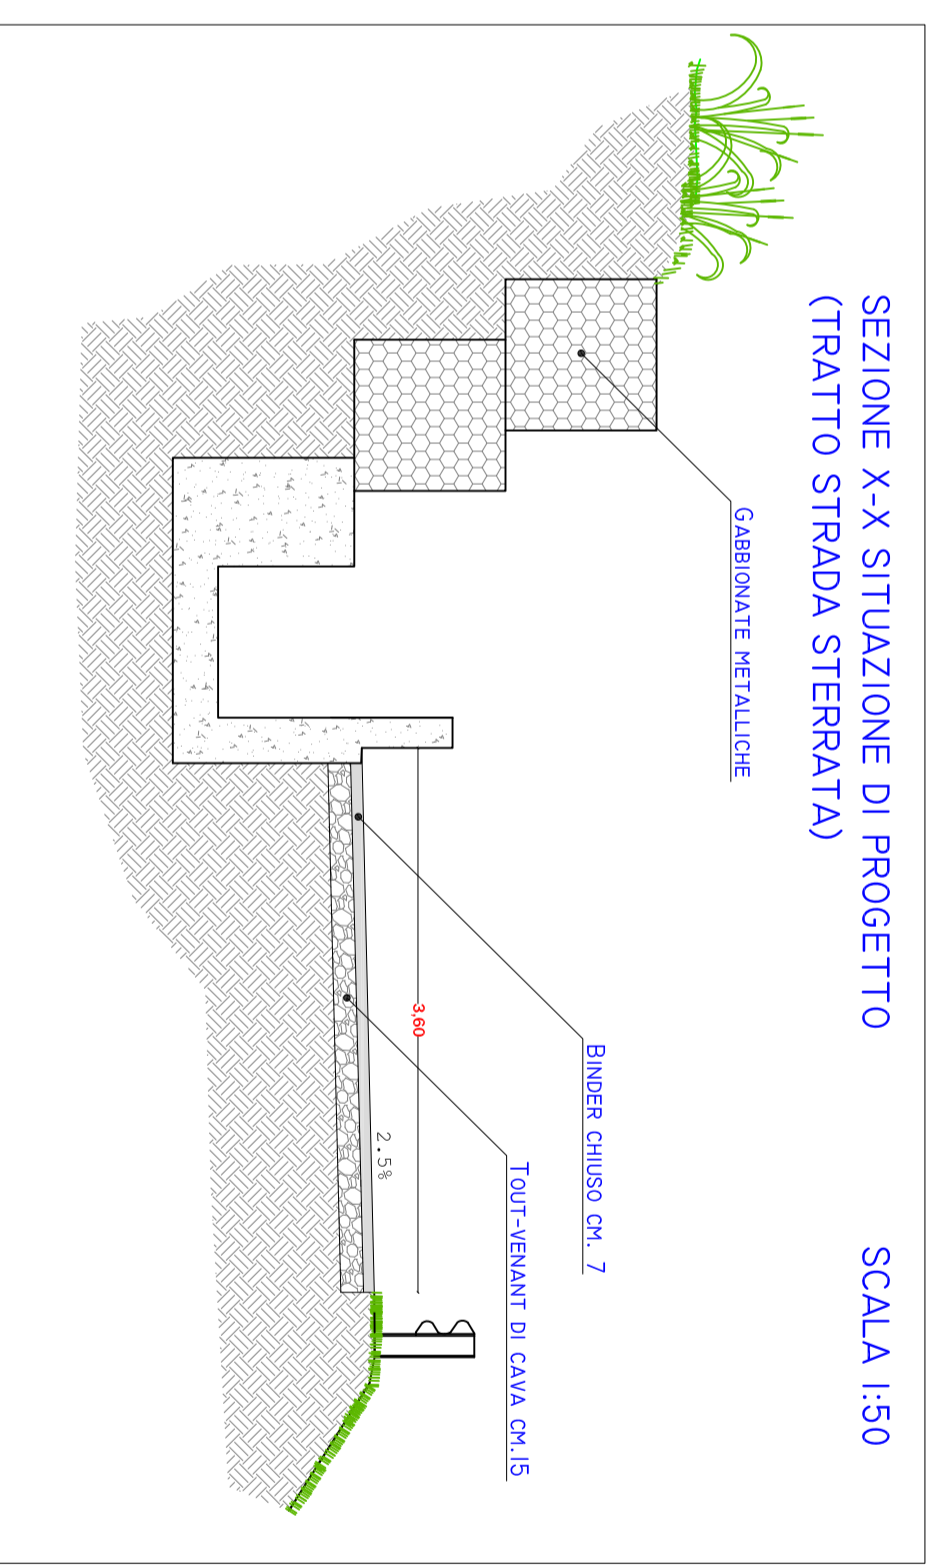 SEZIONE X-X SITUAZIONE DI PROGETTO
(TRATTO STRADA STERRATA)
SCALA 1:50
GABBIONATE METALLICHE
BINDER CHIUSO CM. 7
TOUT-VENANT DI CAVA CM.15
3,60
2.5%